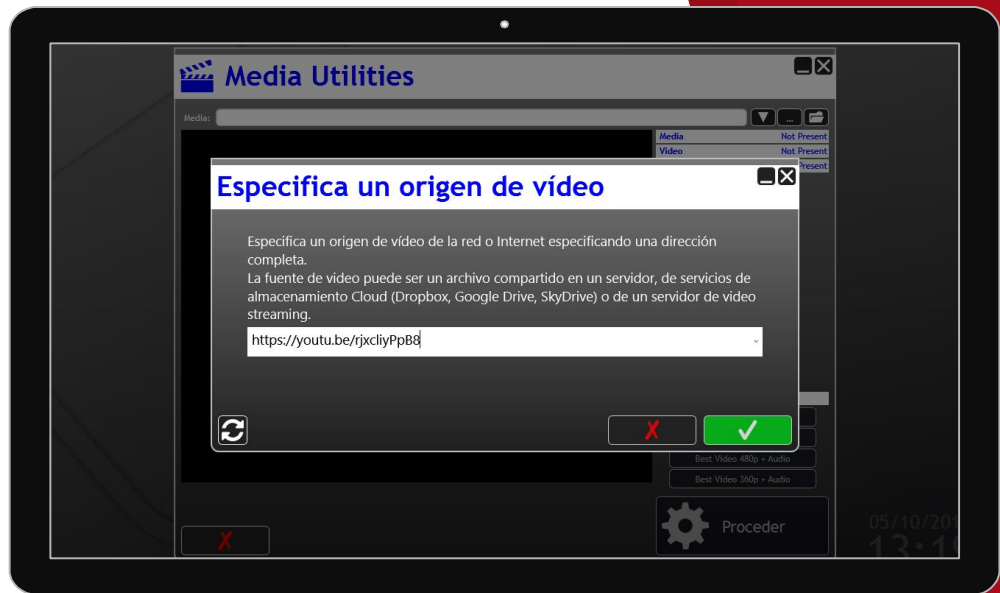 Media Utilities
Media:
...
Media Not Present
Video Not Present
Present
Especifica un origen de vídeo
Especifica un origen de vídeo de la red o Internet especificando una dirección
completa.
La fuente de video puede ser un archivo compartido en un servidor, de servicios de
almacenamiento Cloud (Dropbox, Google Drive, SkyDrive) o de un servidor de video
streaming.
https://youtu.be/rjxcliyPpB8
Best Video 480p + Audio
Best Video 360p + Audio
Proceder
05/10/201
13:19